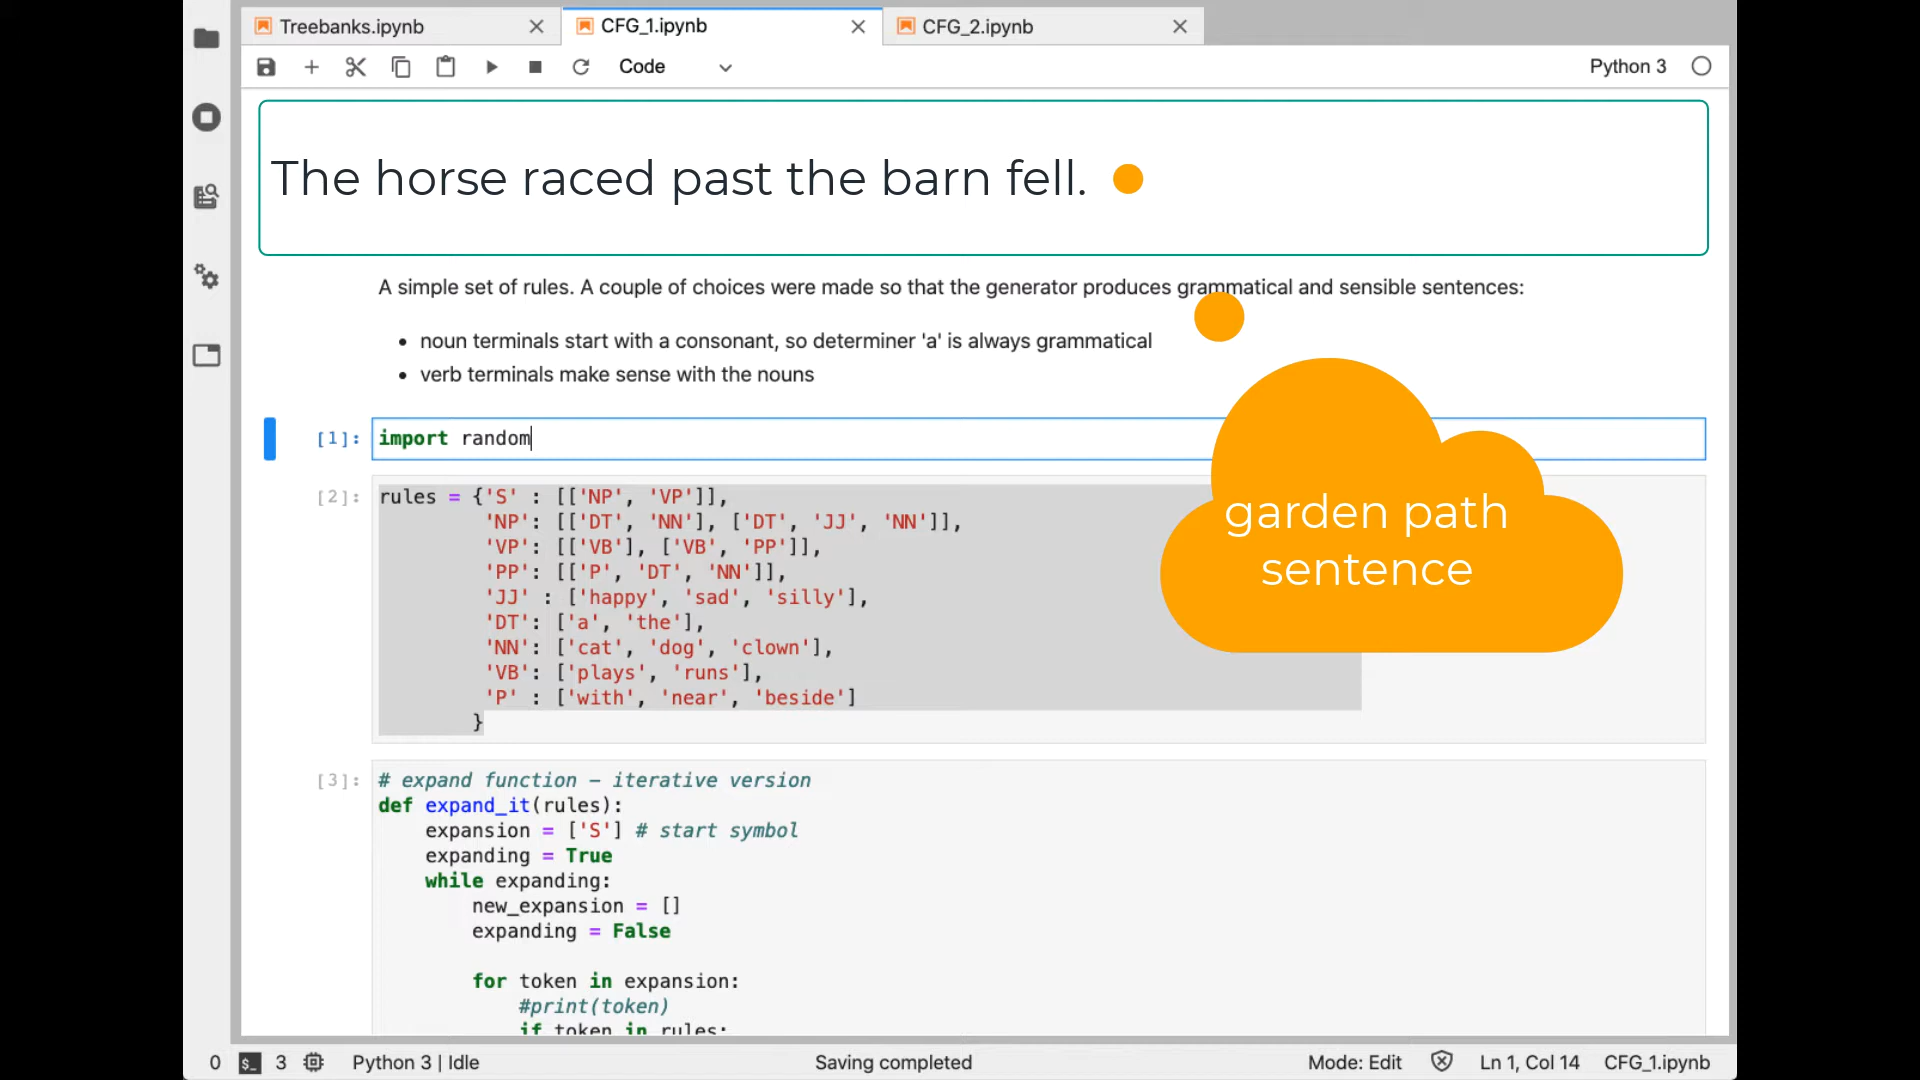 Treebanks.ipynb
CFG_1.ipynb
CFG_2.ipynb
Code
Python 3
The horse raced past the barn fell.
A simple set of rules. A couple of choices were made so that the generator produces grammatical and sensible sentences:
• noun terminals start with a consonant, so determiner 'a' is always grammatical
• verb terminals make sense with the nouns
garden path
sentence
[1]: import random
[2]: rules = {'S' : [['NP', 'VP']],
'NP': [['DT', 'NN'], ['DT', 'JJ', 'NN']],
'VP': [['VB'], ['VB', 'PP']],
'PP': [['P', 'DT', 'NN']],
'JJ' : ['happy', 'sad', 'silly'],
'DT': ['a', 'the'],
'NN': ['cat', 'dog', 'clown'],
'VB': ['plays', 'runs'],
'P' : ['with', 'near', 'beside']
}
[3]: # expand function – iterative version
def expand_it(rules):
expansion = ['S'] # start symbol
expanding = True
while expanding:
new_expansion = []
expanding = False
for token in expansion:
#print(token)
if token in rules:
0
$_
3
Python 3 | Idle
Saving completed
Mode: Edit
Ln 1, Col 14
CFG_1.ipynb